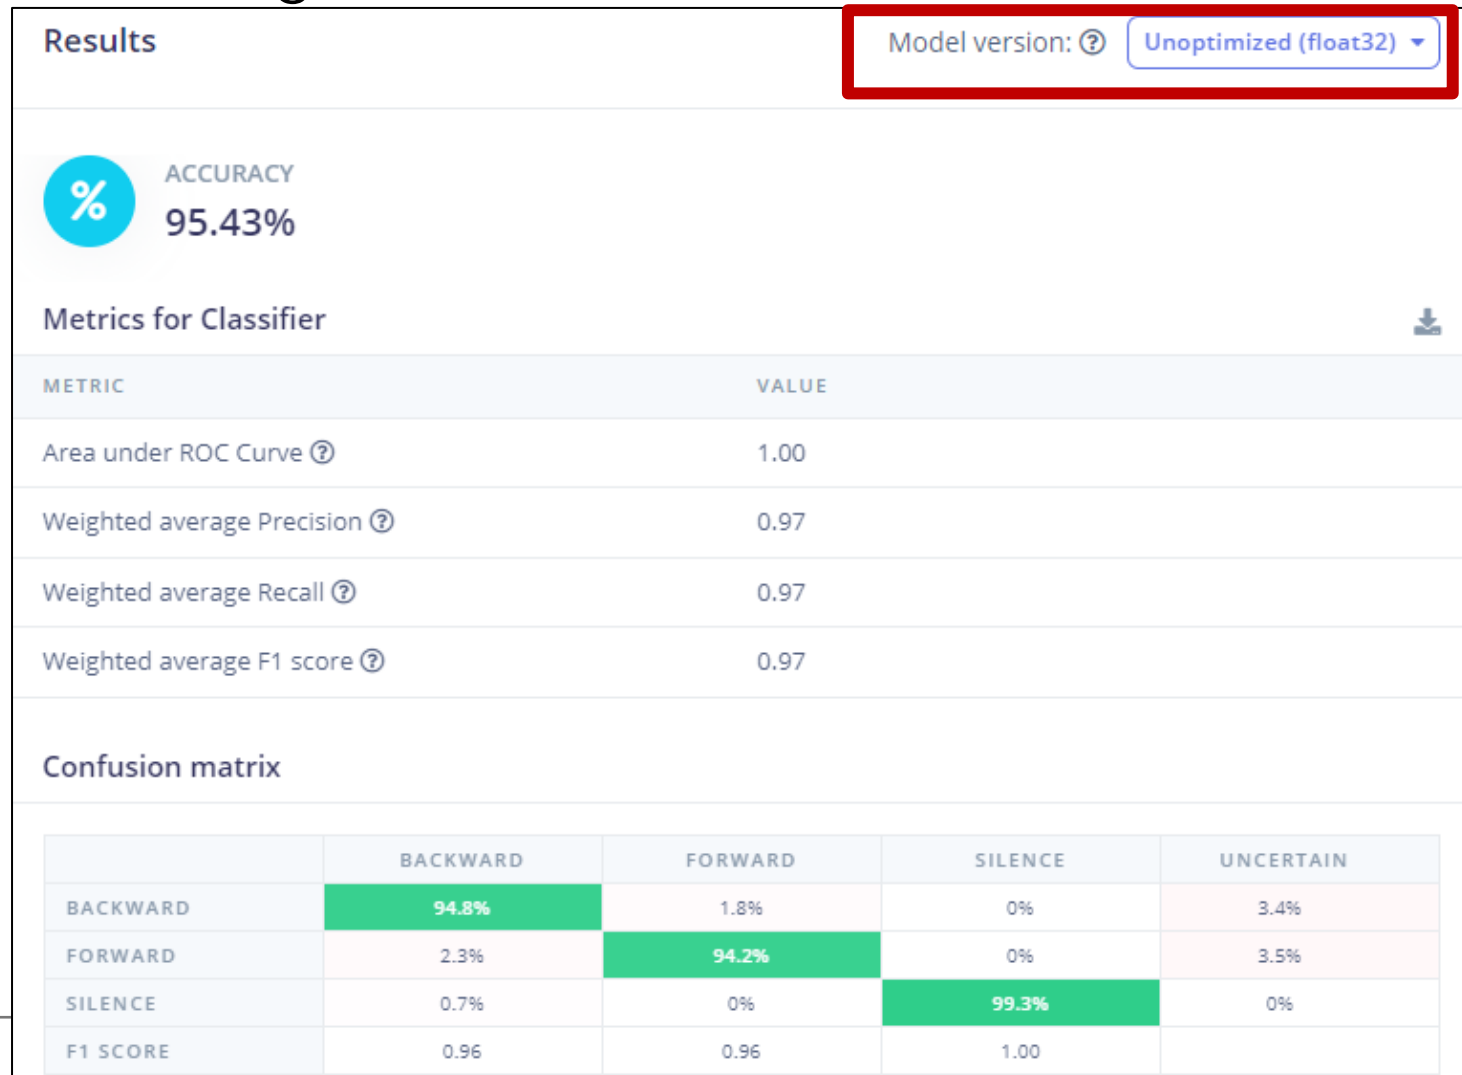 Results
Model version: ? Unoptimized (float32)
%
ACCURACY
95.43%
Metrics for Classifier
METRIC VALUE
Area under ROC Curve ? 1.00
Weighted average Precision ? 0.97
Weighted average Recall ? 0.97
Weighted average F1 score ? 0.97
Confusion matrix
BACKWARD FORWARD SILENCE UNCERTAIN
BACKWARD 94.8% 1.8% 0% 3.4%
FORWARD 2.3% 94.2% 0% 3.5%
SILENCE 0.7% 0% 99.3% 0%
F1 SCORE 0.96 0.96 1.00